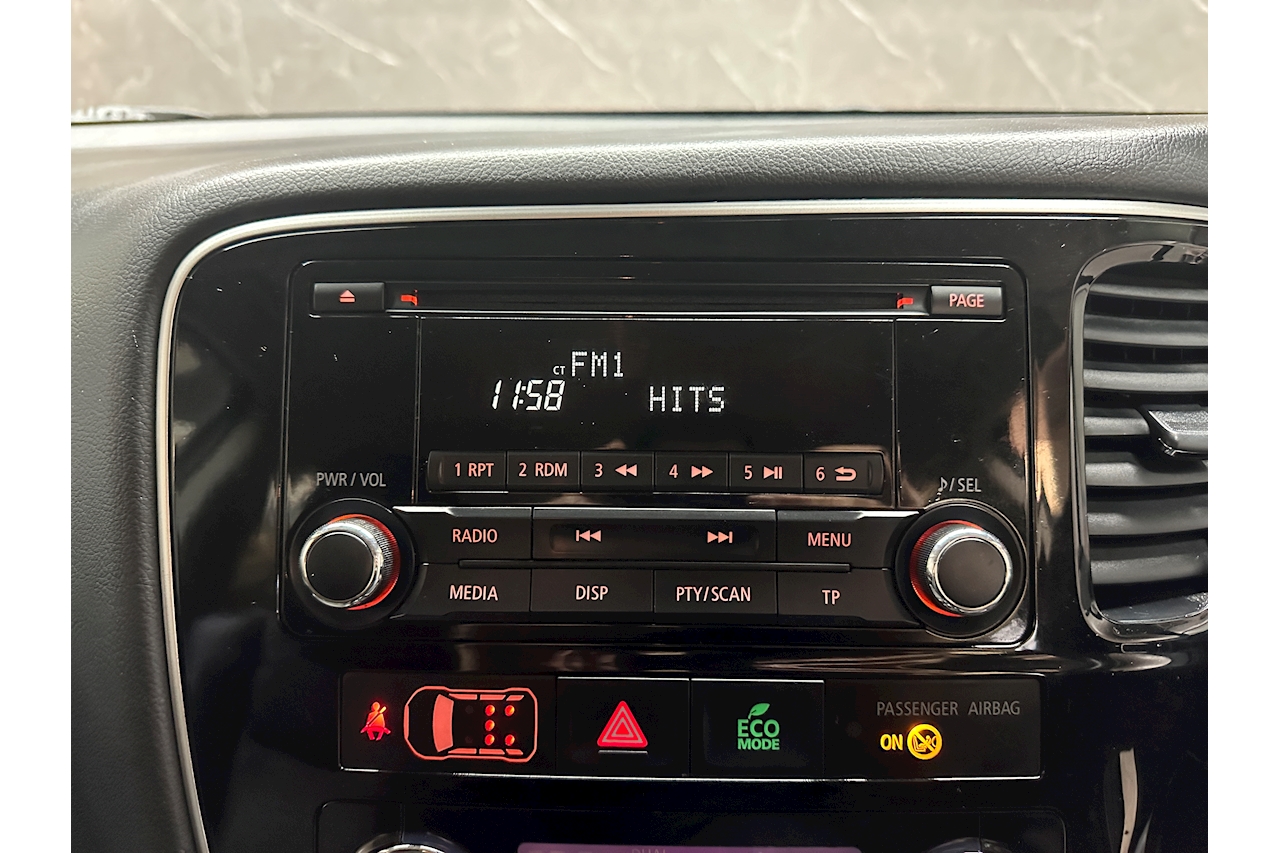 PAGE
CT FM1
11:58 HITS
1 RPT 2 RDM 3 4 5 6
PWR / VOL
/ SEL
RADIO MENU
MEDIA DISP PTY/SCAN TP
ECO
MODE
PASSENGER AIRBAG
ON